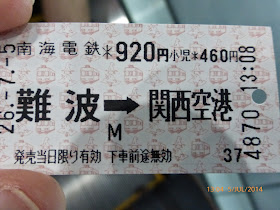 南海電鉄 ＊920円 小児＊460円
26.-7.-5
難波➡関西空港
M
発売当日限り有効 下車前途無効
37
4870 13:08